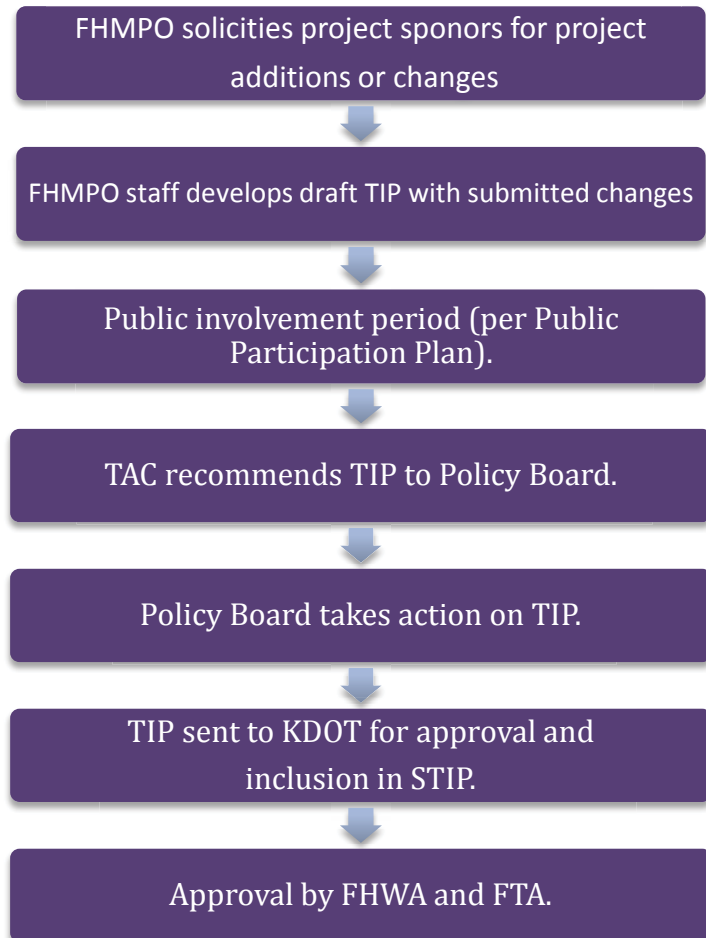 FHMPO solicities project sponors for project
additions or changes
FHMPO staff develops draft TIP with submitted changes
Public involvement period (per Public
Participation Plan).
TAC recommends TIP to Policy Board.
Policy Board takes action on TIP.
TIP sent to KDOT for approval and
inclusion in STIP.
Approval by FHWA and FTA.